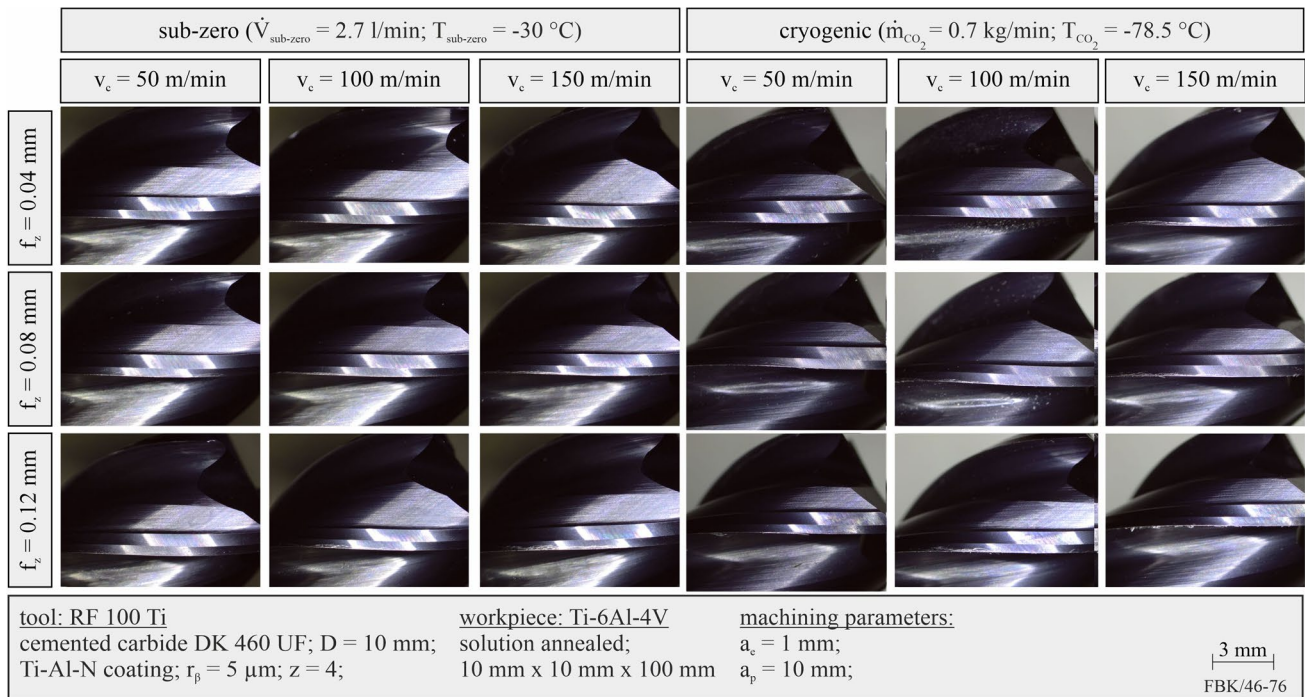 sub-zero (V̇sub-zero = 2.7 l/min; Tsub-zero = -30 °C)
cryogenic (ṁCO2 = 0.7 kg/min; TCO2 = -78.5 °C)
vc = 50 m/min
vc = 100 m/min
vc = 150 m/min
vc = 50 m/min
vc = 100 m/min
vc = 150 m/min
fz = 0.04 mm
fz = 0.08 mm
fz = 0.12 mm
tool: RF 100 Ti
cemented carbide DK 460 UF; D = 10 mm;
Ti-Al-N coating; rβ = 5 µm; z = 4;
workpiece: Ti-6Al-4V
solution annealed;
10 mm x 10 mm x 100 mm
machining parameters:
ae = 1 mm;
ap = 10 mm;
3 mm
FBK/46-76